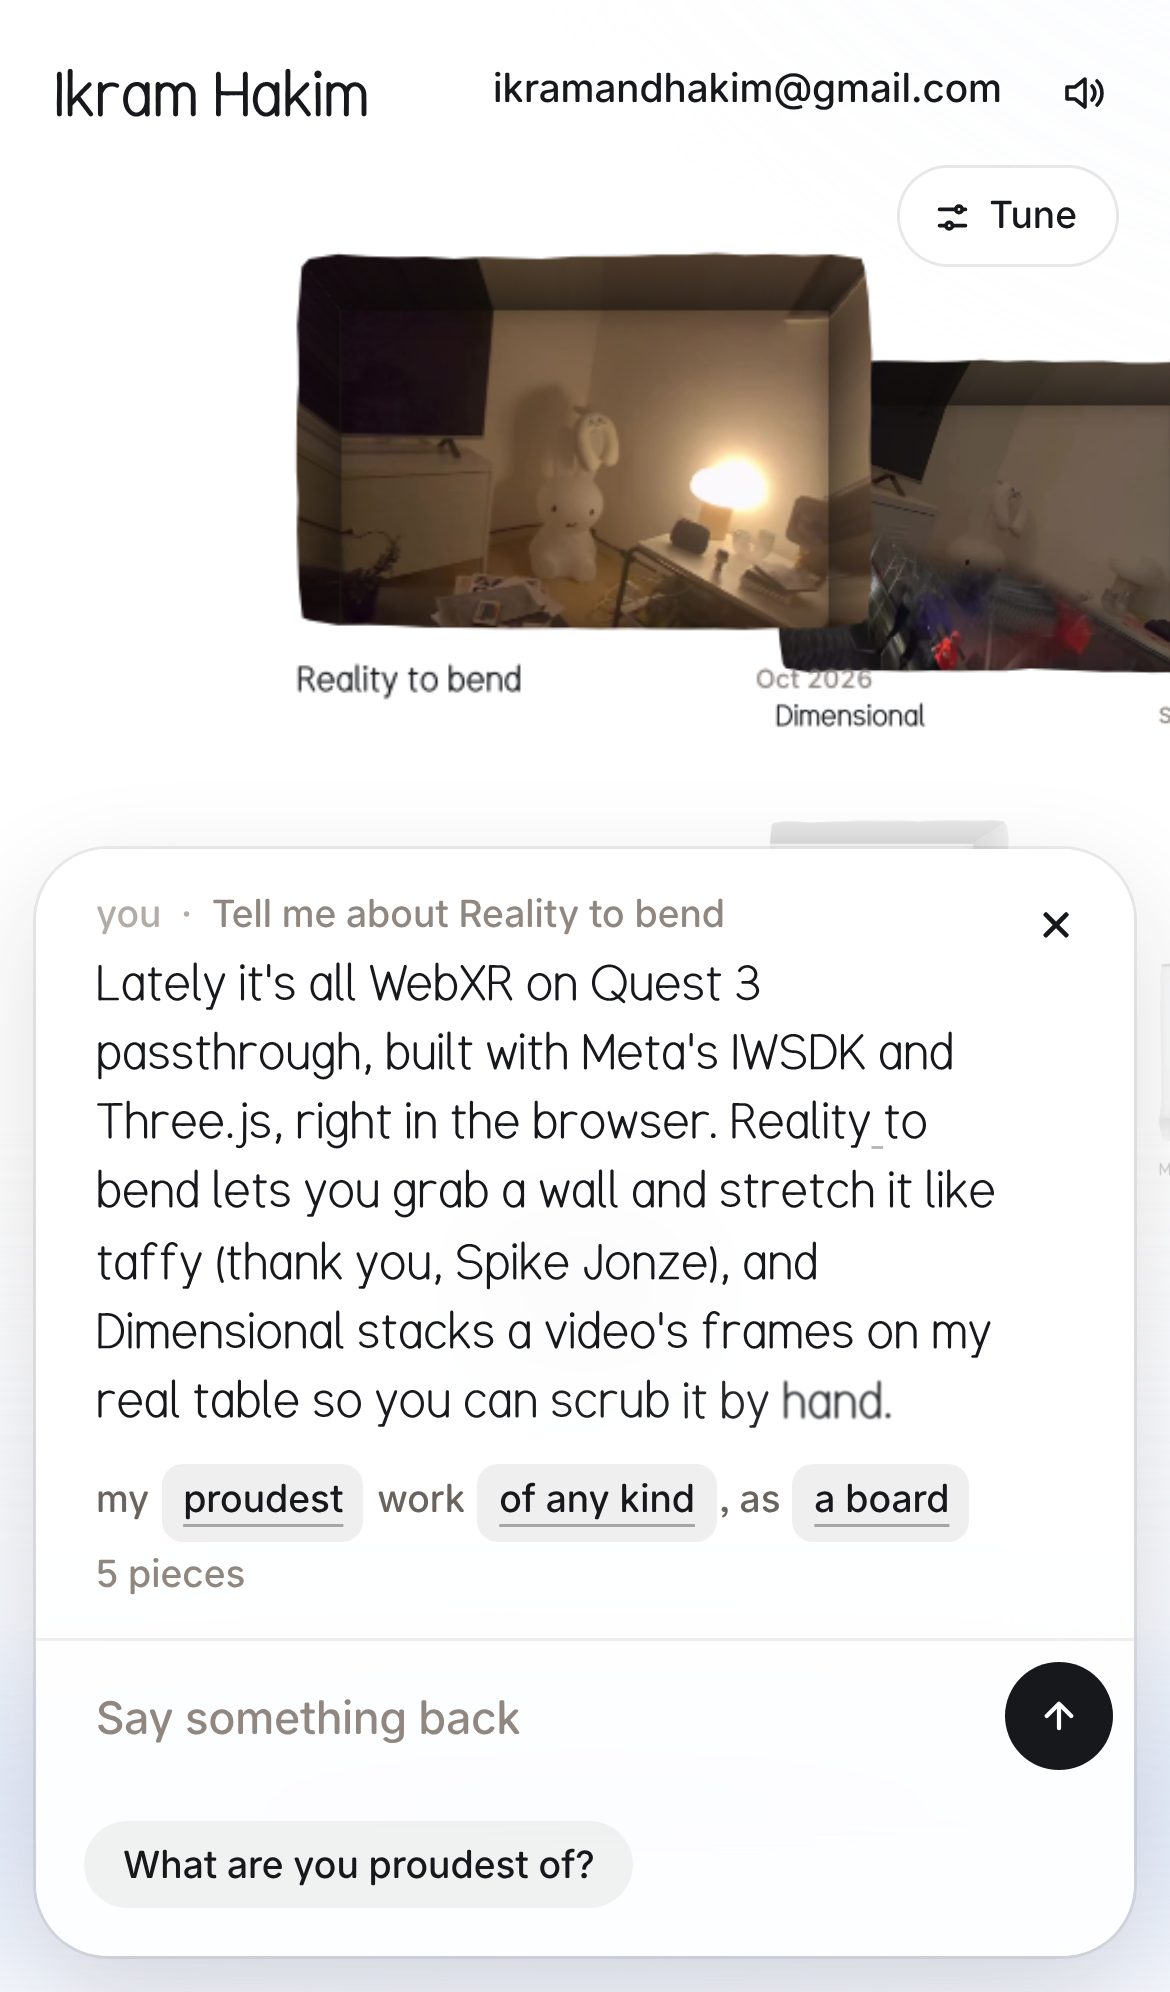 Ikram Hakim
ikramandhakim@gmail.com
Tune
Reality to bend
Oct 2026
Dimensional
you · Tell me about Reality to bend
Lately it's all WebXR on Quest 3
passthrough, built with Meta's IWSDK and
Three.js, right in the browser. Reality to
bend lets you grab a wall and stretch it like
taffy (thank you, Spike Jonze), and
Dimensional stacks a video's frames on my
real table so you can scrub it by hand.
my proudest work of any kind, as a board
5 pieces
Say something back
What are you proudest of?